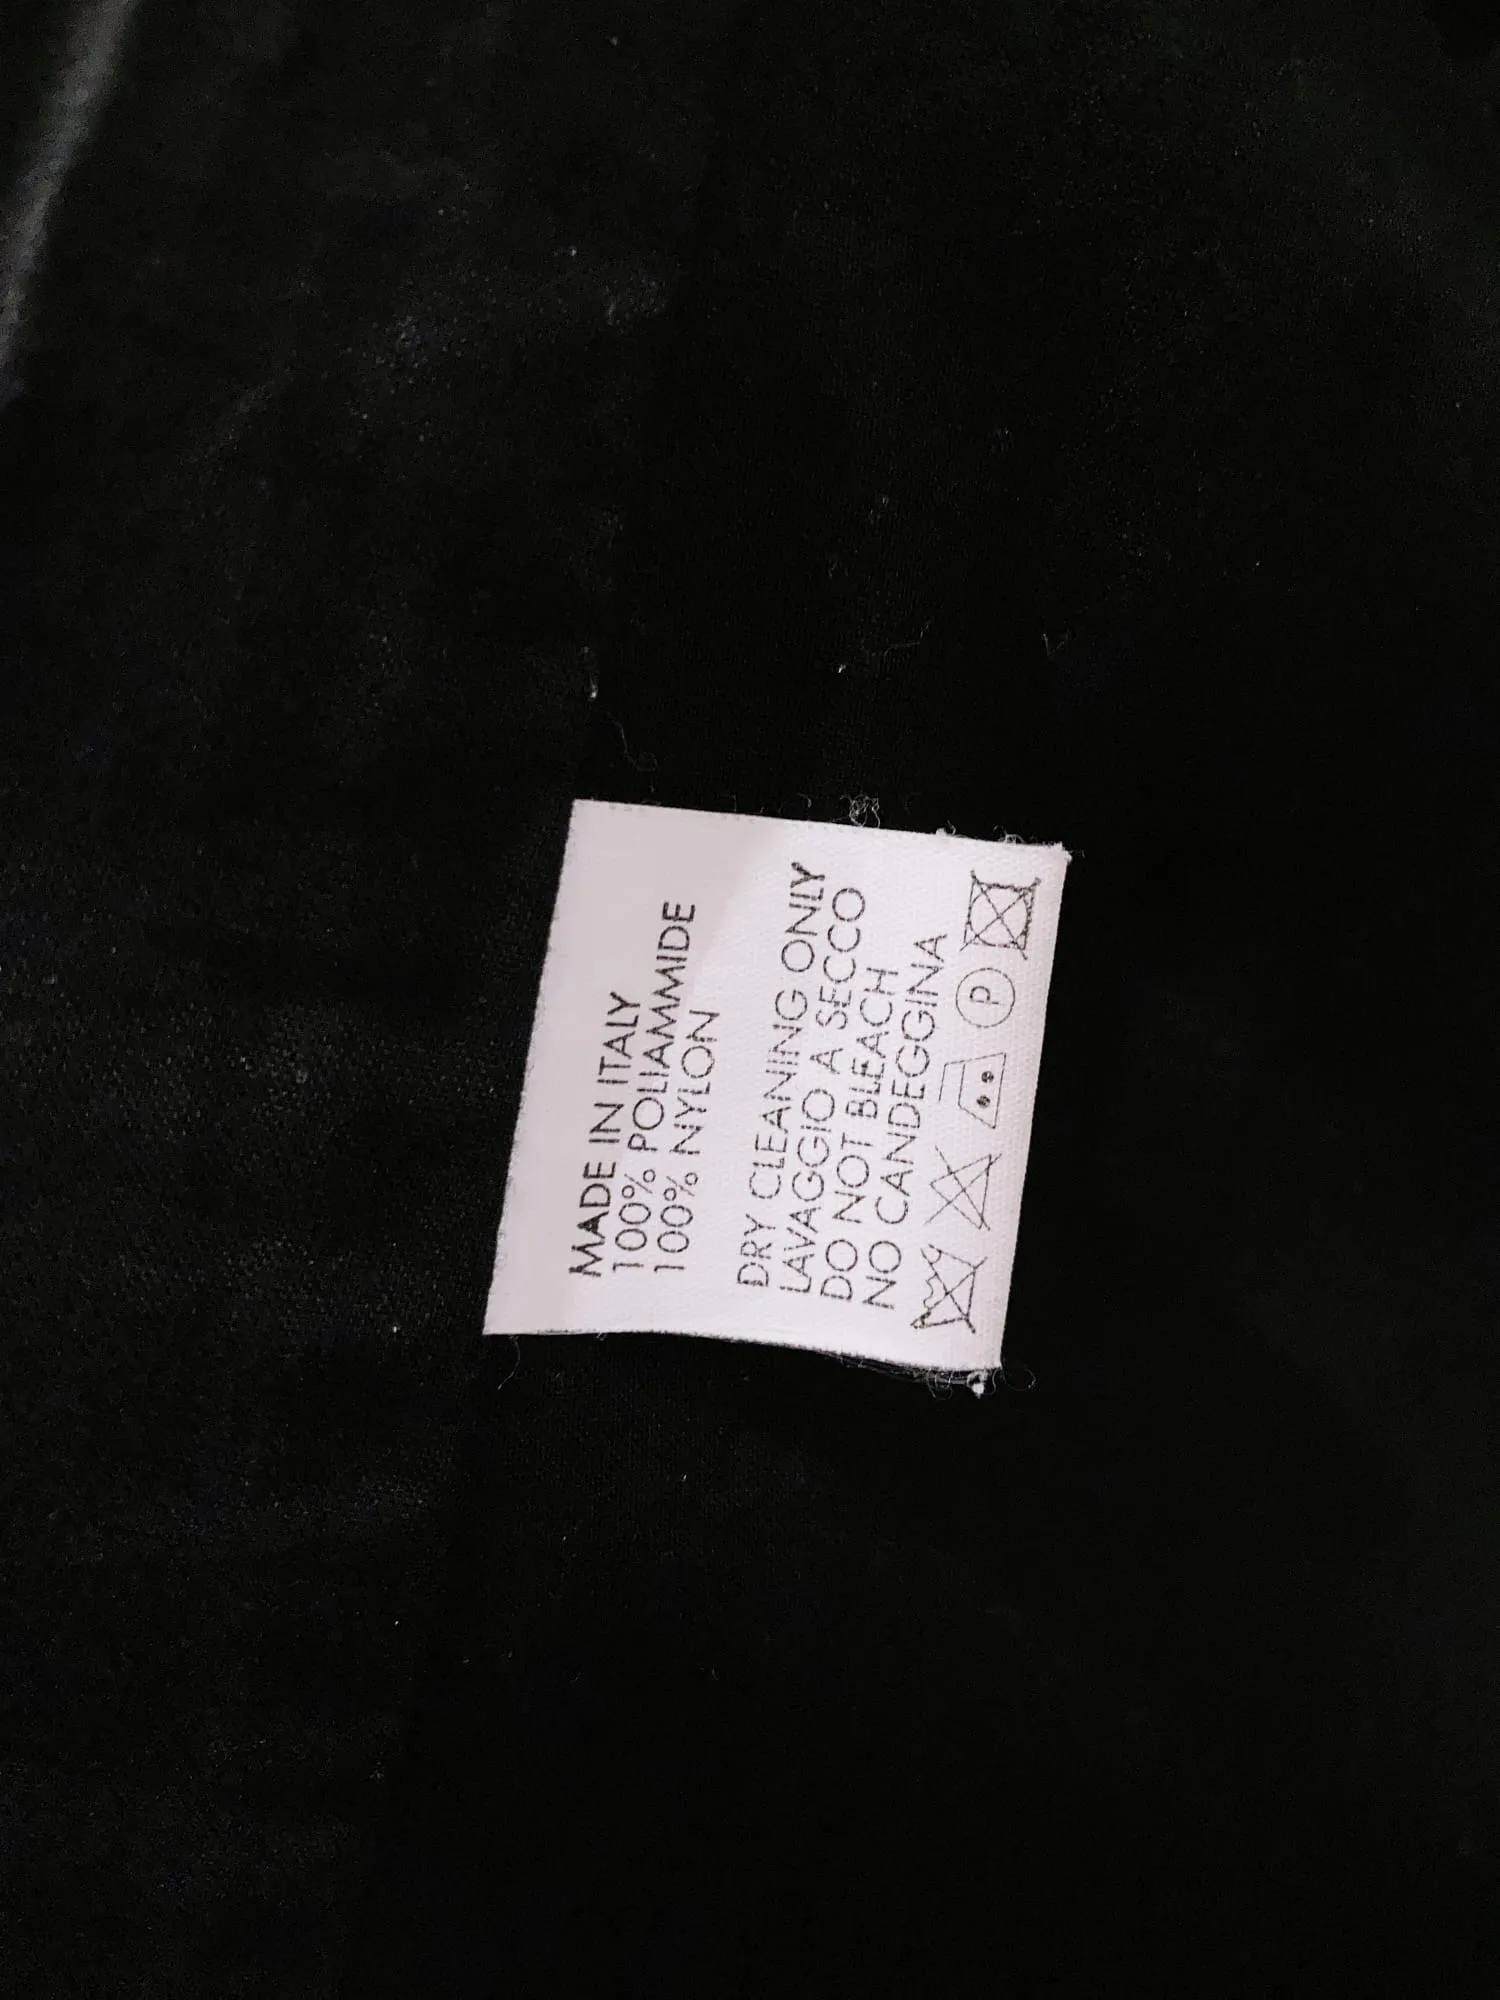 MADE IN ITALY
100% POLIAMMIDE
100% NYLON
DRY CLEANING ONLY
LAVAGGIO A SECCO
DO NOT BLEACH
NO CANDEGGINA
P